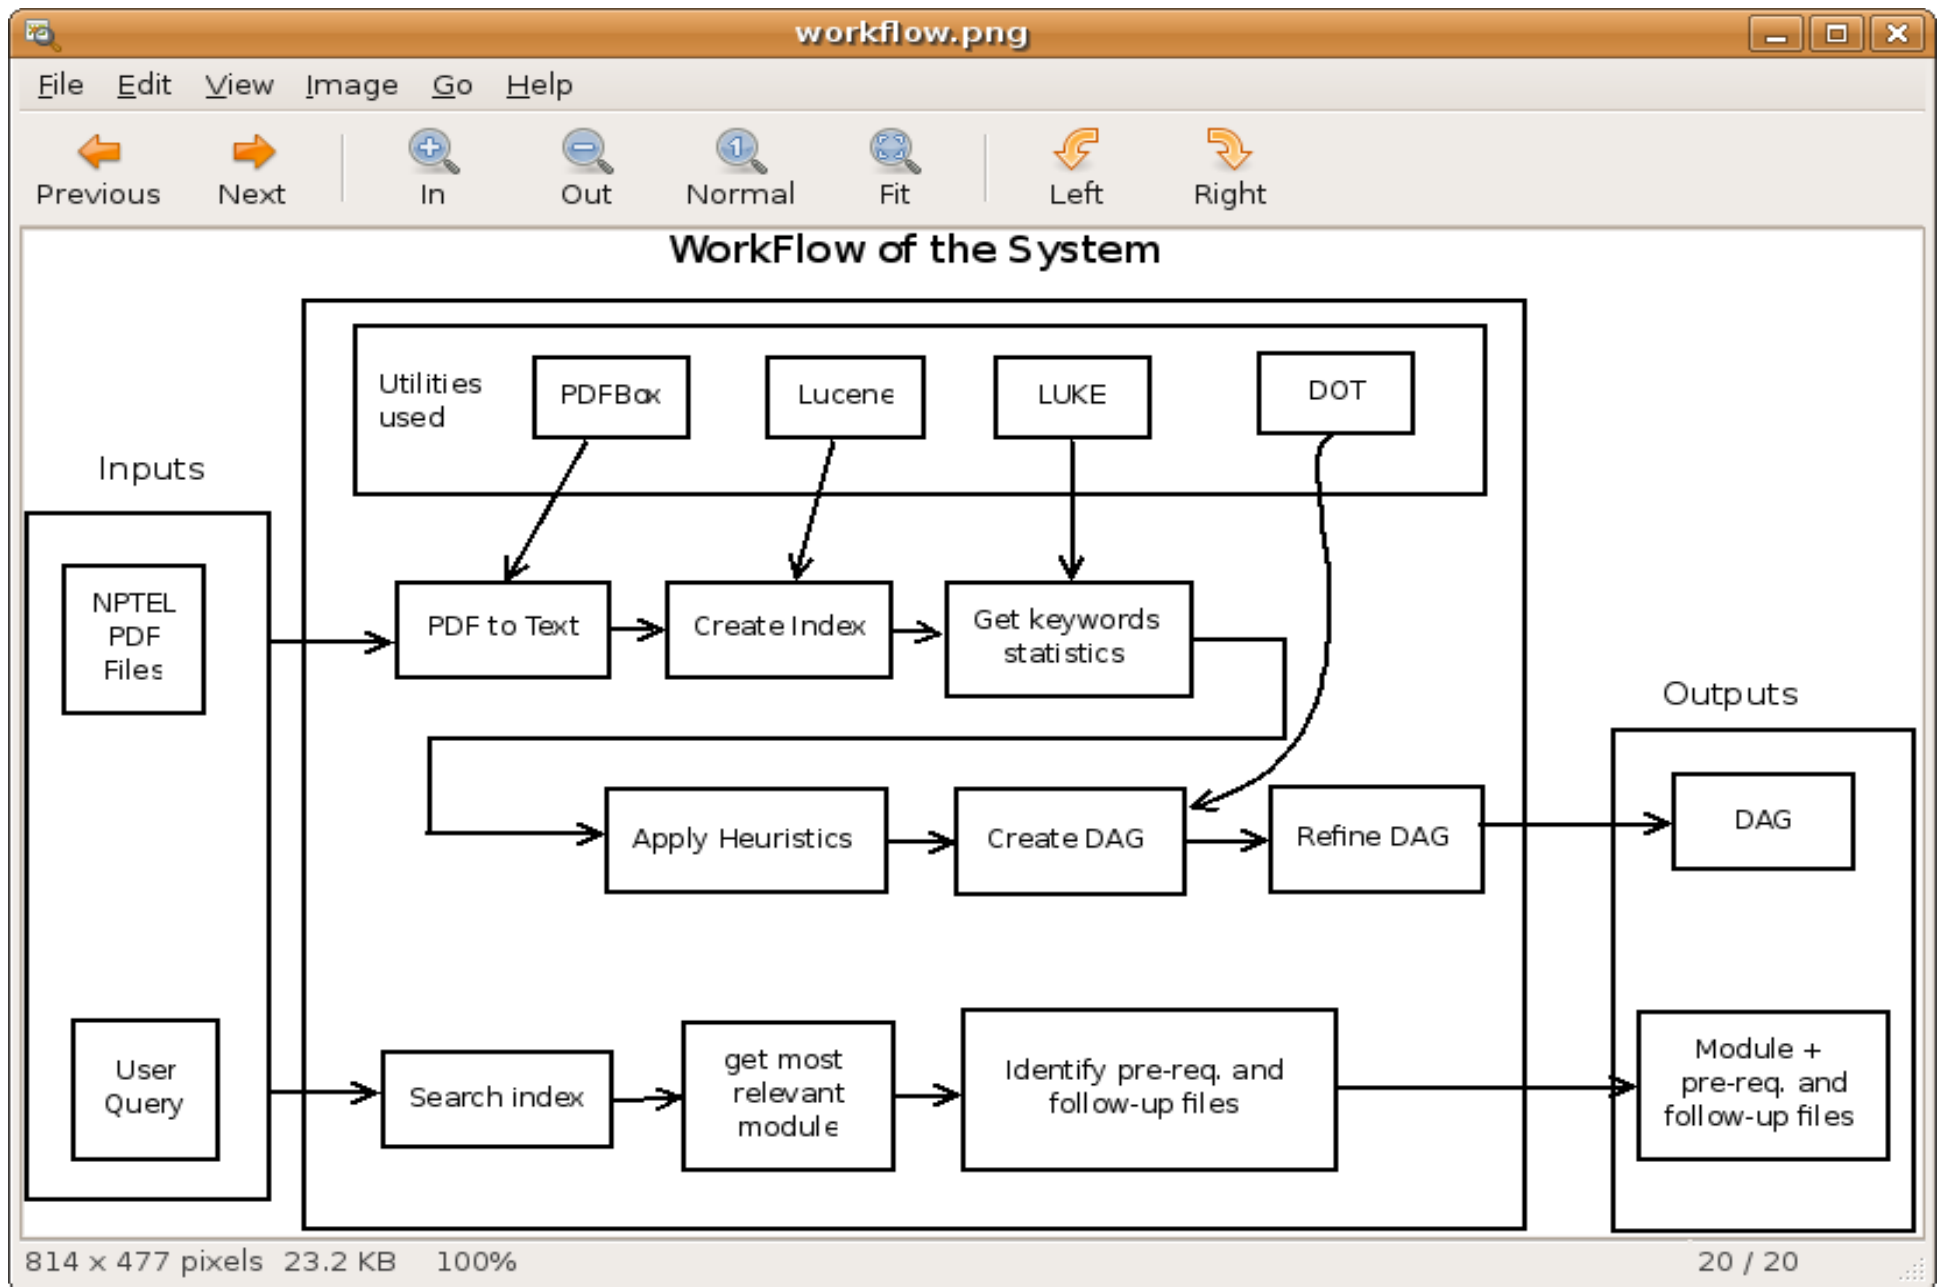 workflow.png
File Edit View Image Go Help
Previous Next In Out Normal Fit Left Right
WorkFlow of the System
Utilities
used
PDFBox
Lucene
LUKE
DOT
Inputs
NPTEL
PDF
Files
PDF to Text
Create Index
Get keywords
statistics
Outputs
Apply Heuristics
Create DAG
Refine DAG
DAG
User
Query
Search index
get most
relevant
module
Identify pre-req. and
follow-up files
Module +
pre-req. and
follow-up files
814 x 477 pixels 23.2 KB 100% 20 / 20